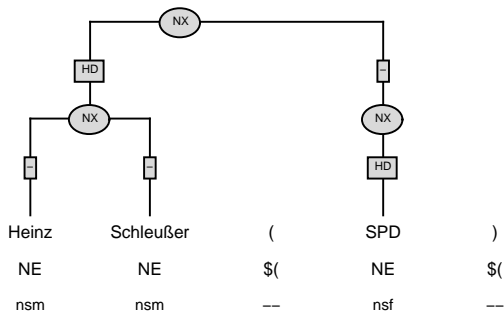 NX
HD –
NX NX
– – HD
Heinz Schleußer ( SPD )
NE NE $( NE $(
nsm nsm −− nsf −−